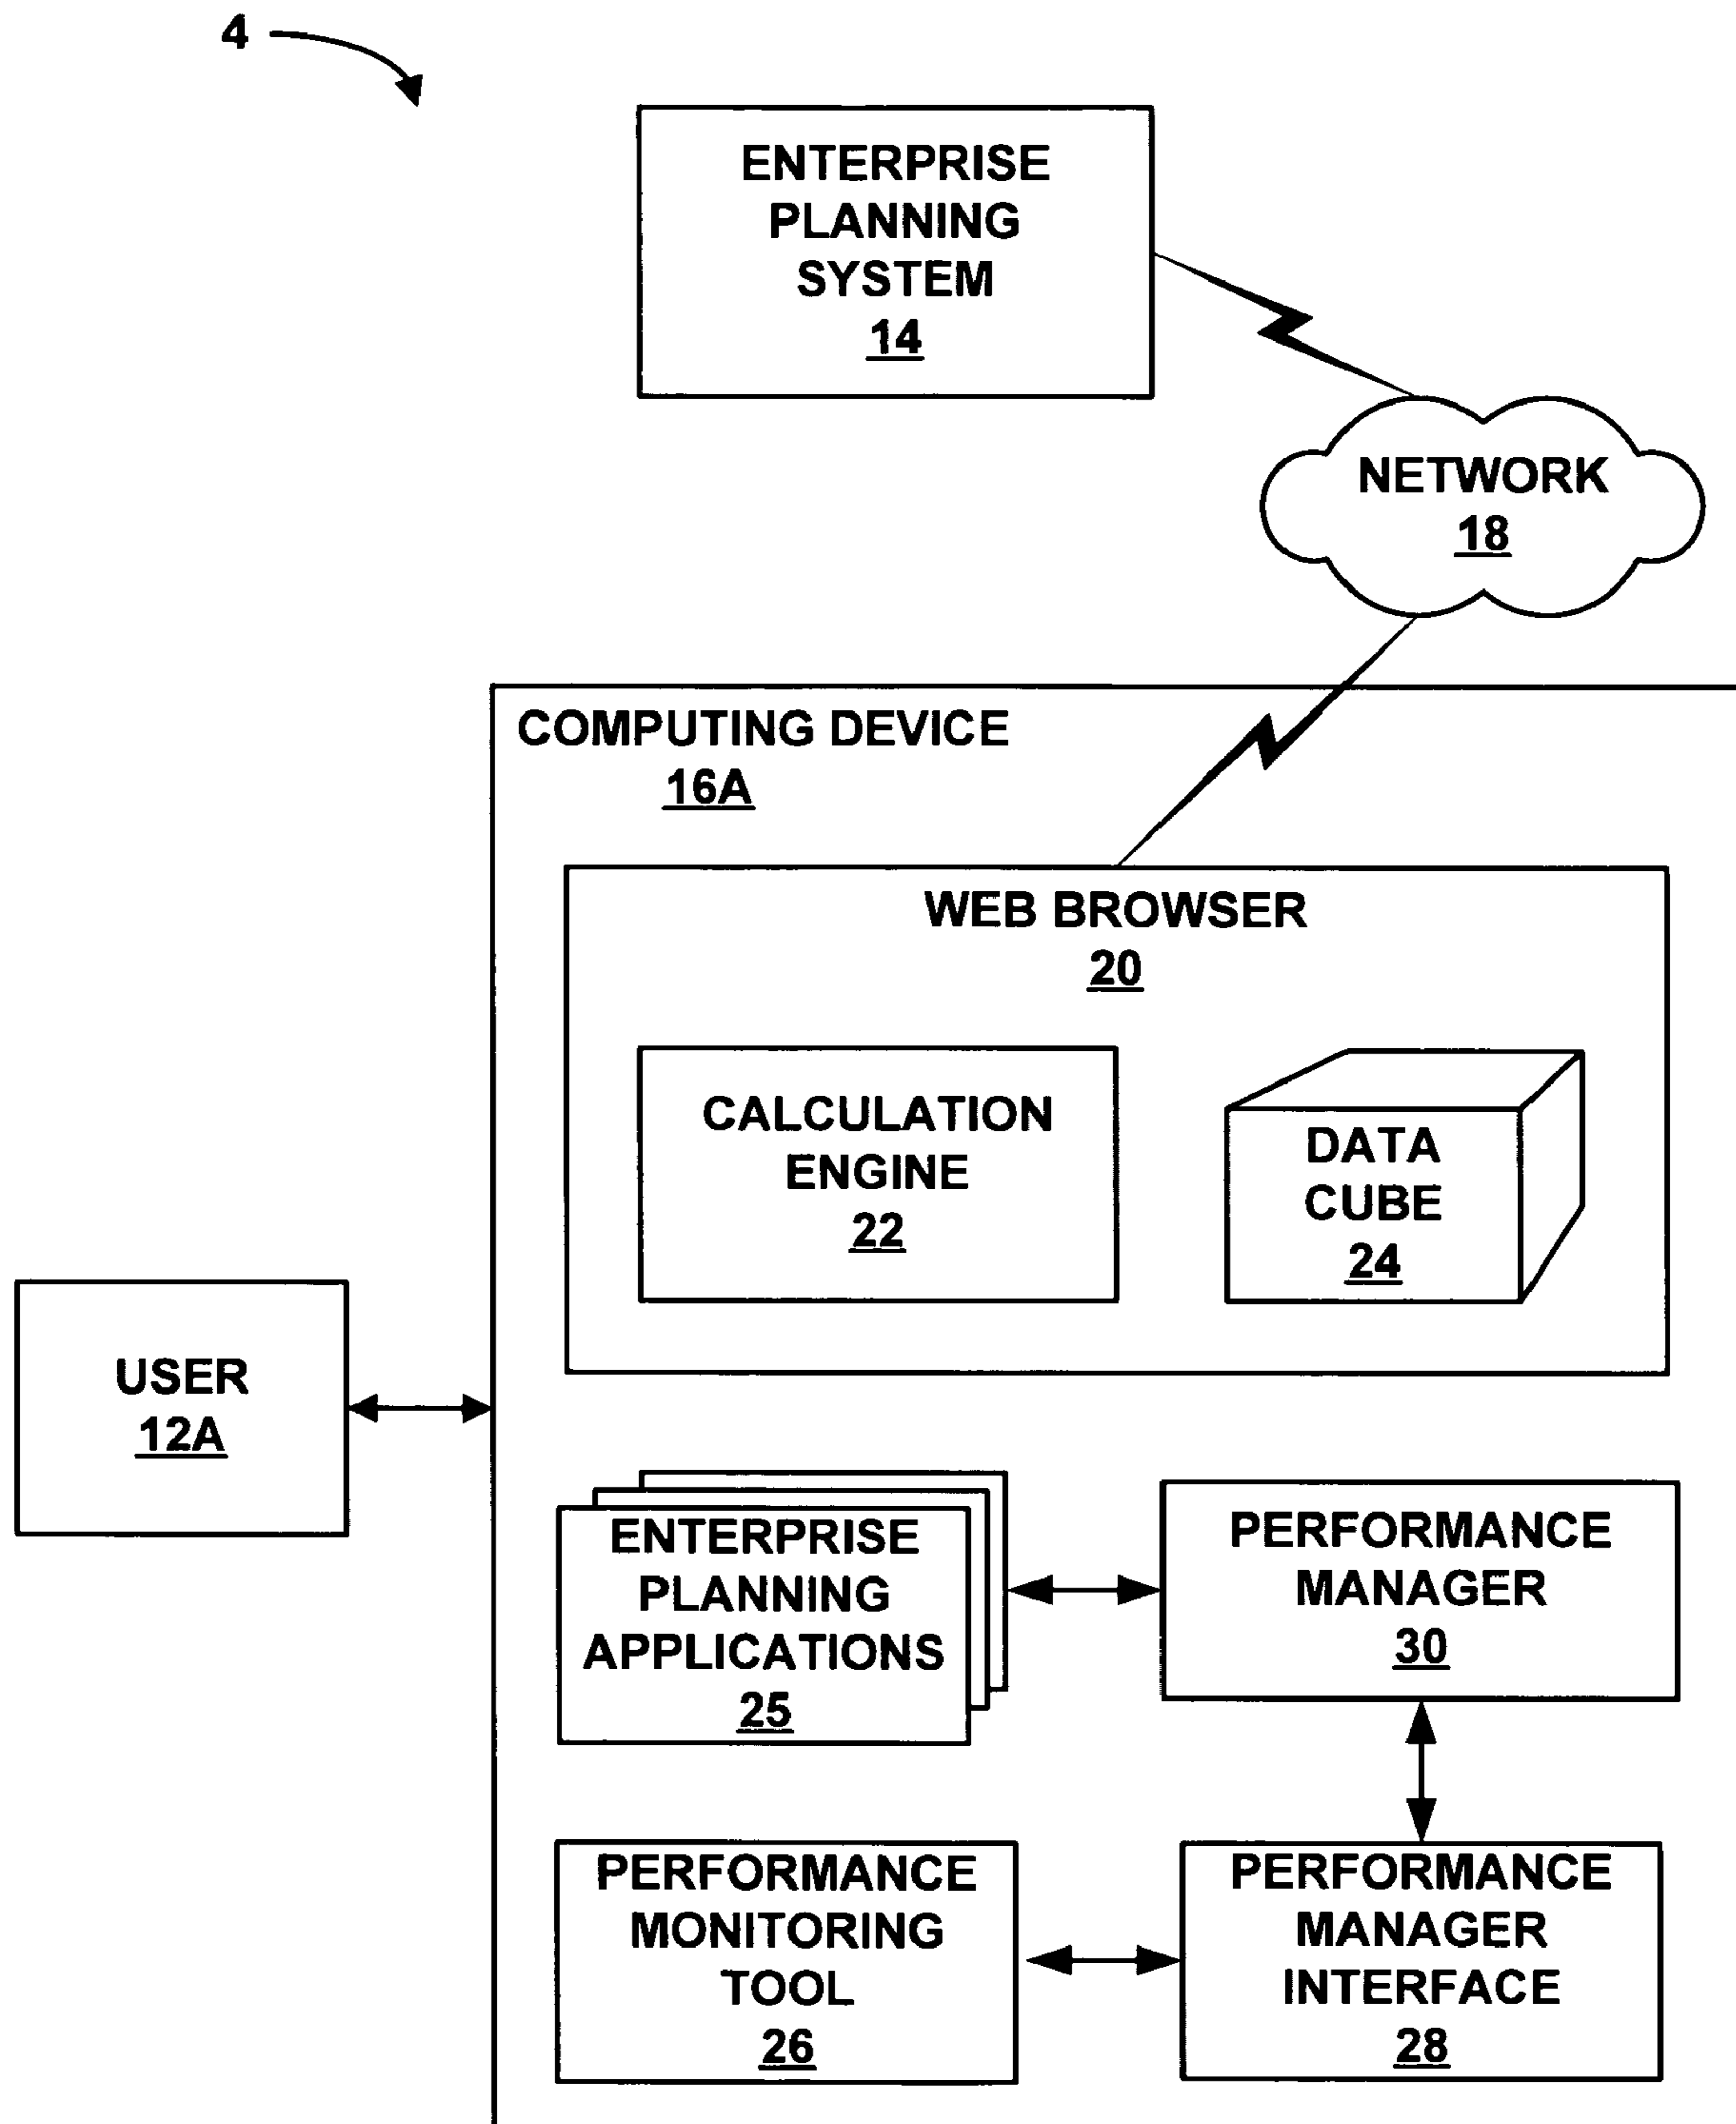 4
ENTERPRISE
PLANNING
SYSTEM
14
NETWORK
18
COMPUTING DEVICE
16A
WEB BROWSER
20
CALCULATION
ENGINE
22
DATA
CUBE
24
USER
12A
ENTERPRISE
PLANNING
APPLICATIONS
25
PERFORMANCE
MANAGER
30
PERFORMANCE
MONITORING
TOOL
26
PERFORMANCE
MANAGER
INTERFACE
28